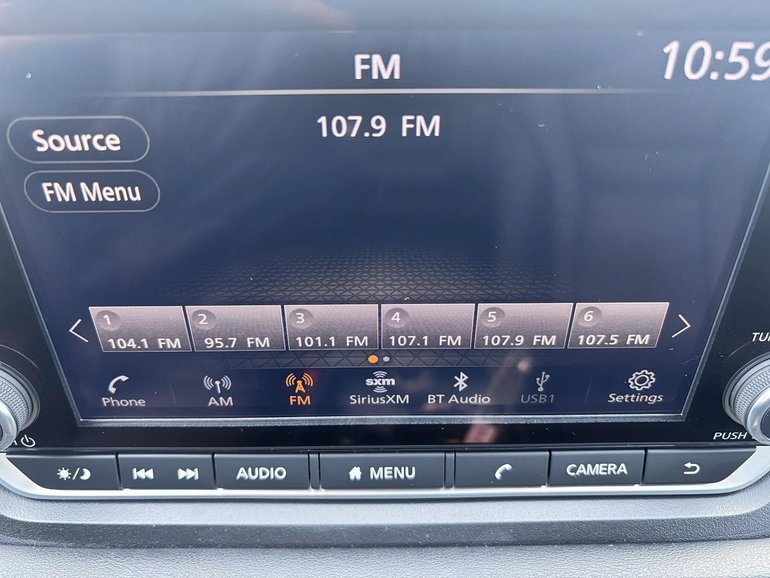 FM
10:59
Source
107.9 FM
FM Menu
1 2 3 4 5 6
104.1 FM 95.7 FM 101.1 FM 107.1 FM 107.9 FM 107.5 FM
sxm
Phone AM FM SiriusXM BT Audio USB1 Settings
PUSH
AUDIO MENU CAMERA